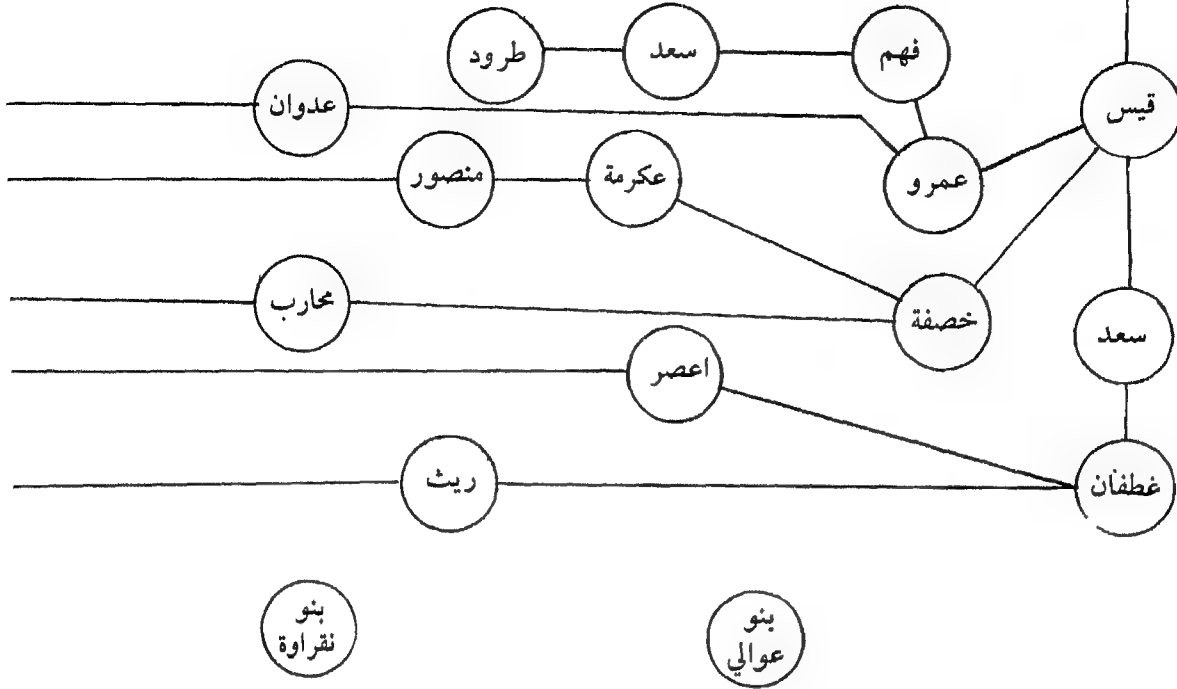 فهم
سعد
طرود
قيس
عدوان
عمرو
عكرمة
منصور
محارب
خصفة
سعد
اعصر
غطفان
ريث
بنو
عوالي
بنو
نقراوة